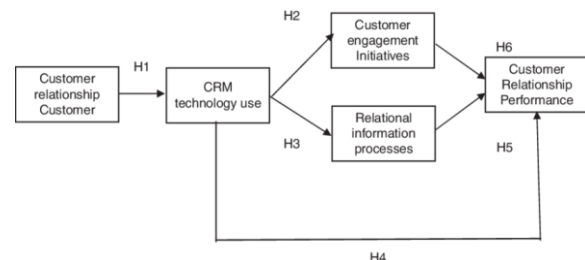 H2
Customer
engagement
Initiatives
H6
H1
Customer
relationship
Customer
CRM
technology use
Customer
Relationship
Performance
H3
Relational
information
processes
H5
H4